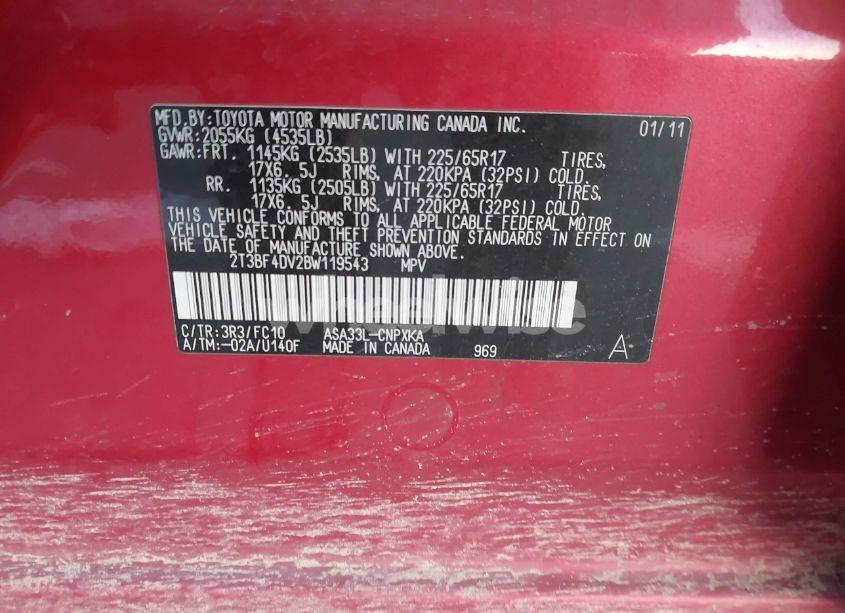 MFD.BY:TOYOTA MOTOR MANUFACTURING CANADA INC. 01/11
GVWR:2055KG (4535LB)
GAWR:FRT. 1145KG (2535LB) WITH 225/65R17 TIRES,
17X6.5J RIMS, AT 220KPA (32PSI) COLD.
RR. 1135KG (2505LB) WITH 225/65R17 TIRES,
17X6.5J RIMS, AT 220KPA (32PSI) COLD.
THIS VEHICLE CONFORMS TO ALL APPLICABLE FEDERAL MOTOR
VEHICLE SAFETY AND THEFT PREVENTION STANDARDS IN EFFECT ON
THE DATE OF MANUFACTURE SHOWN ABOVE.
2T3BF4DV2BW119543 MPV
wheelwise
C/TR:3R3/FC10 ASA33L-CNPXKA
A/TM:-02A/U140F MADE IN CANADA 969 A